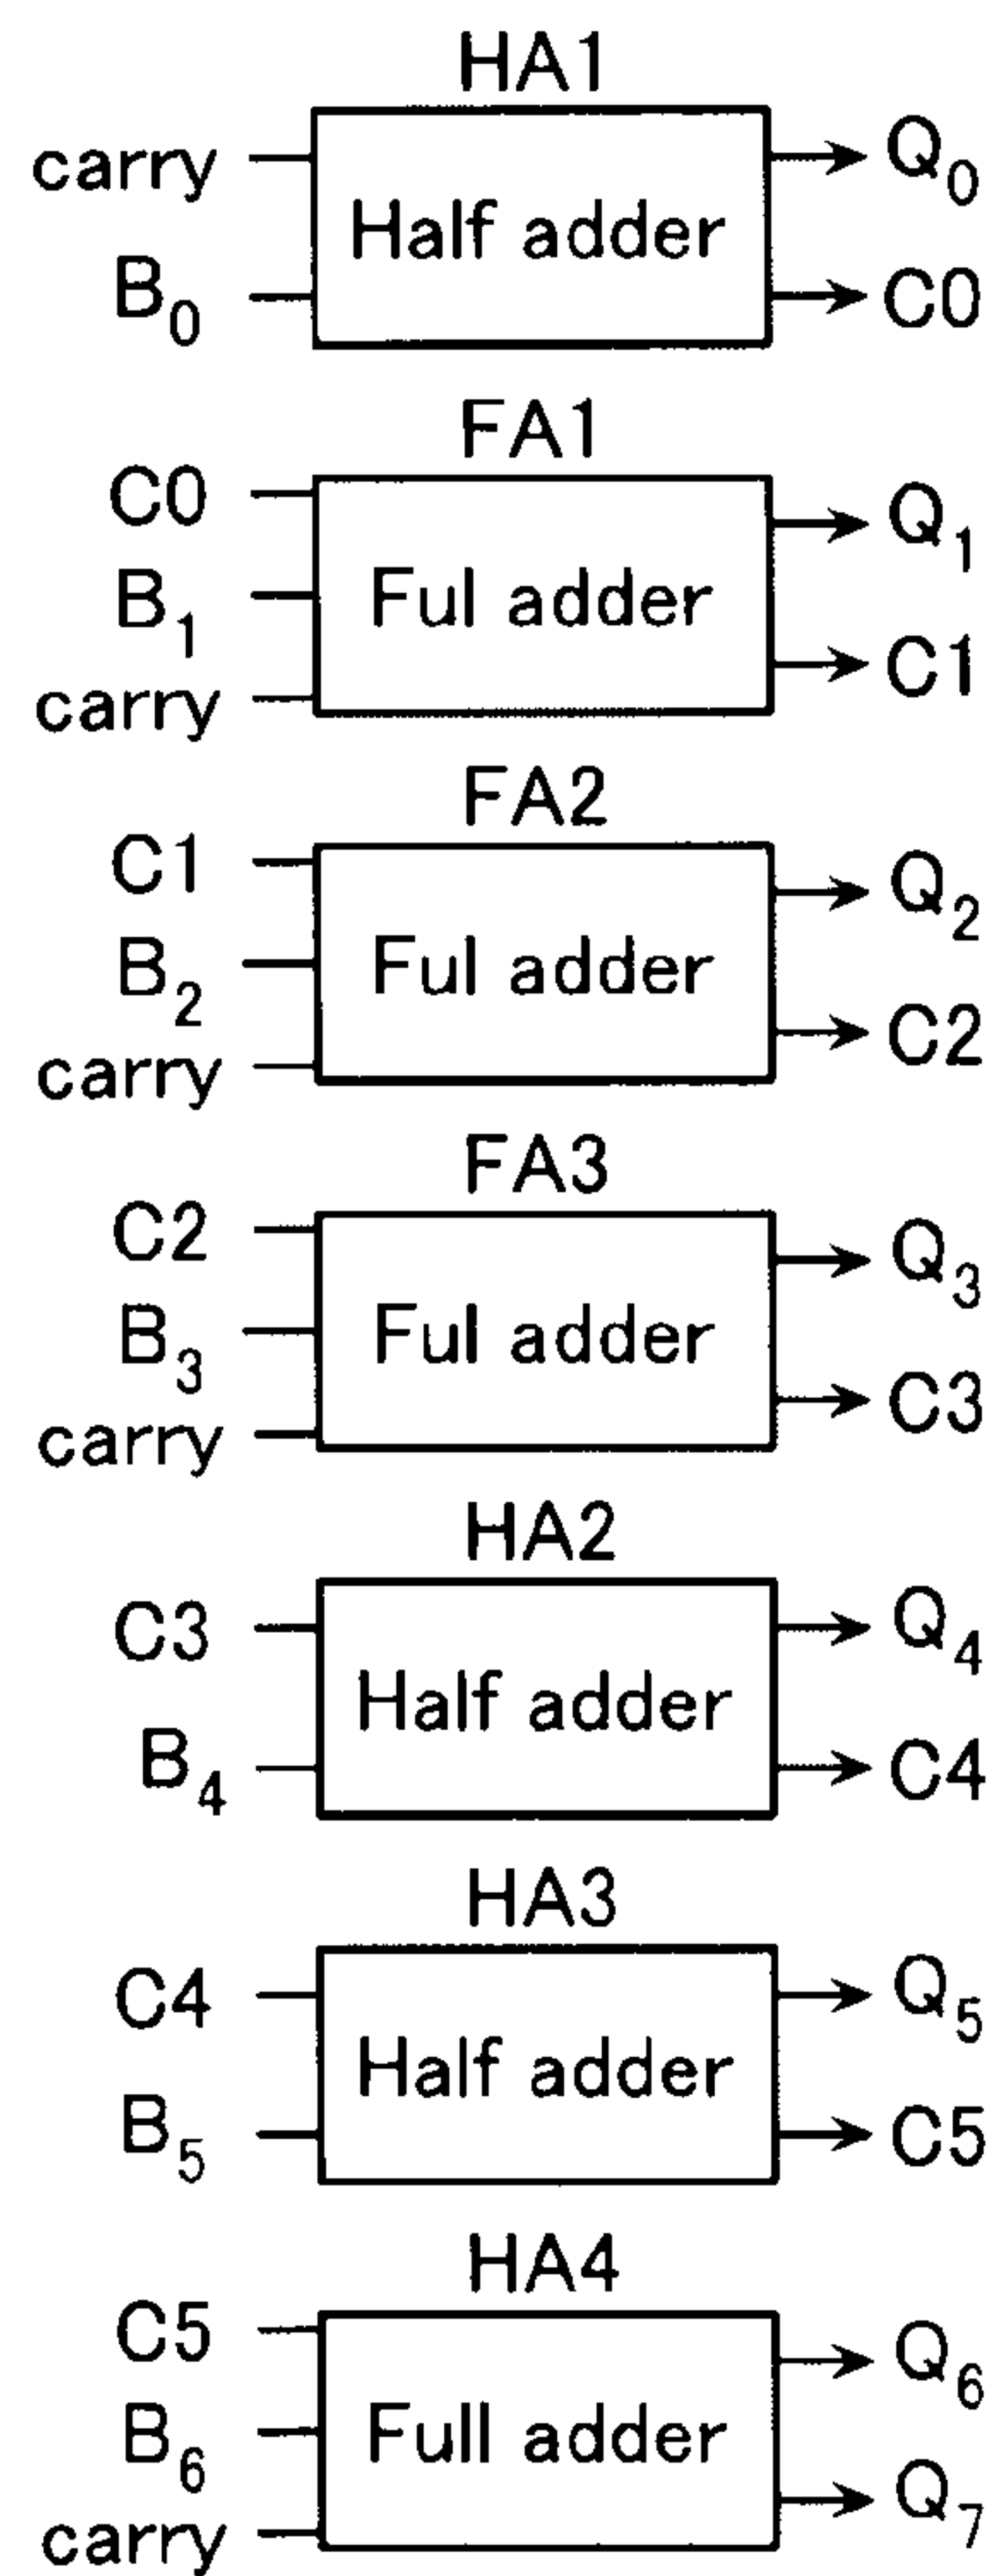 HA1
carry
B0
Half adder
Q0
C0
FA1
C0
B1
carry
Ful adder
Q1
C1
FA2
C1
B2
carry
Ful adder
Q2
C2
FA3
C2
B3
carry
Ful adder
Q3
C3
HA2
C3
B4
Half adder
Q4
C4
HA3
C4
B5
Half adder
Q5
C5
HA4
C5
B6
carry
Full adder
Q6
Q7